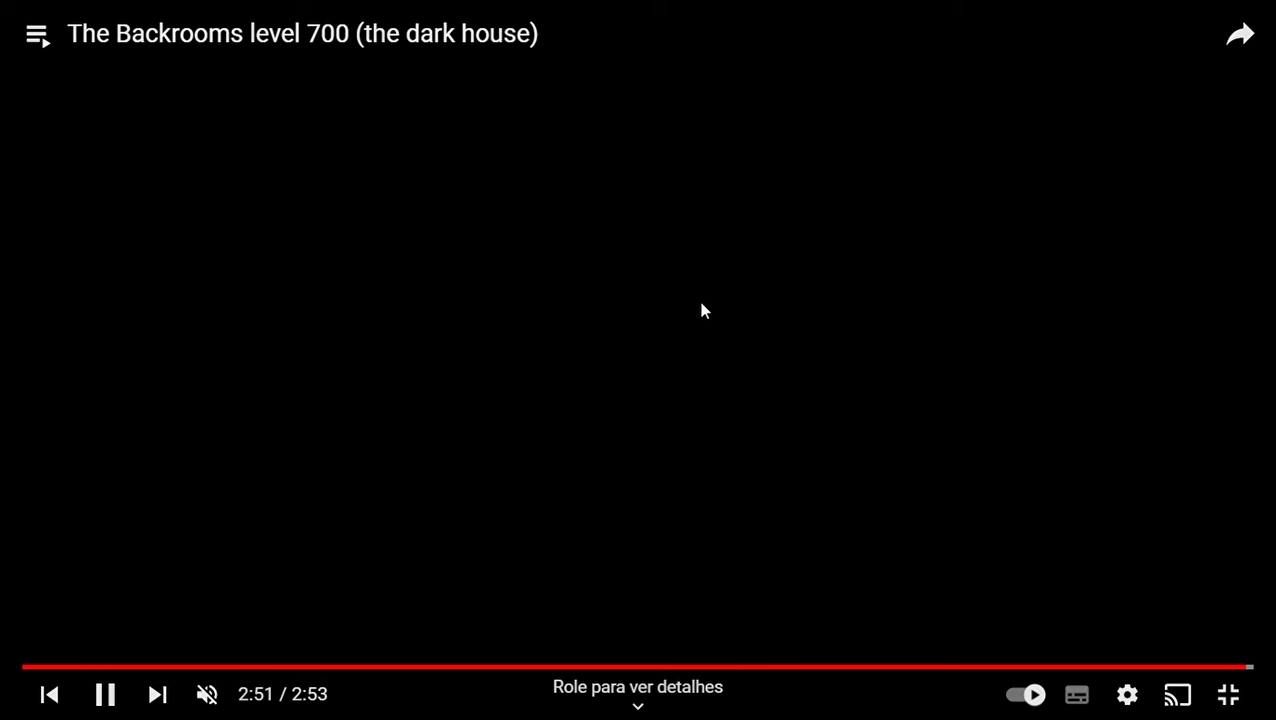 The Backrooms level 700 (the dark house)
2:51 / 2:53
Role para ver detalhes